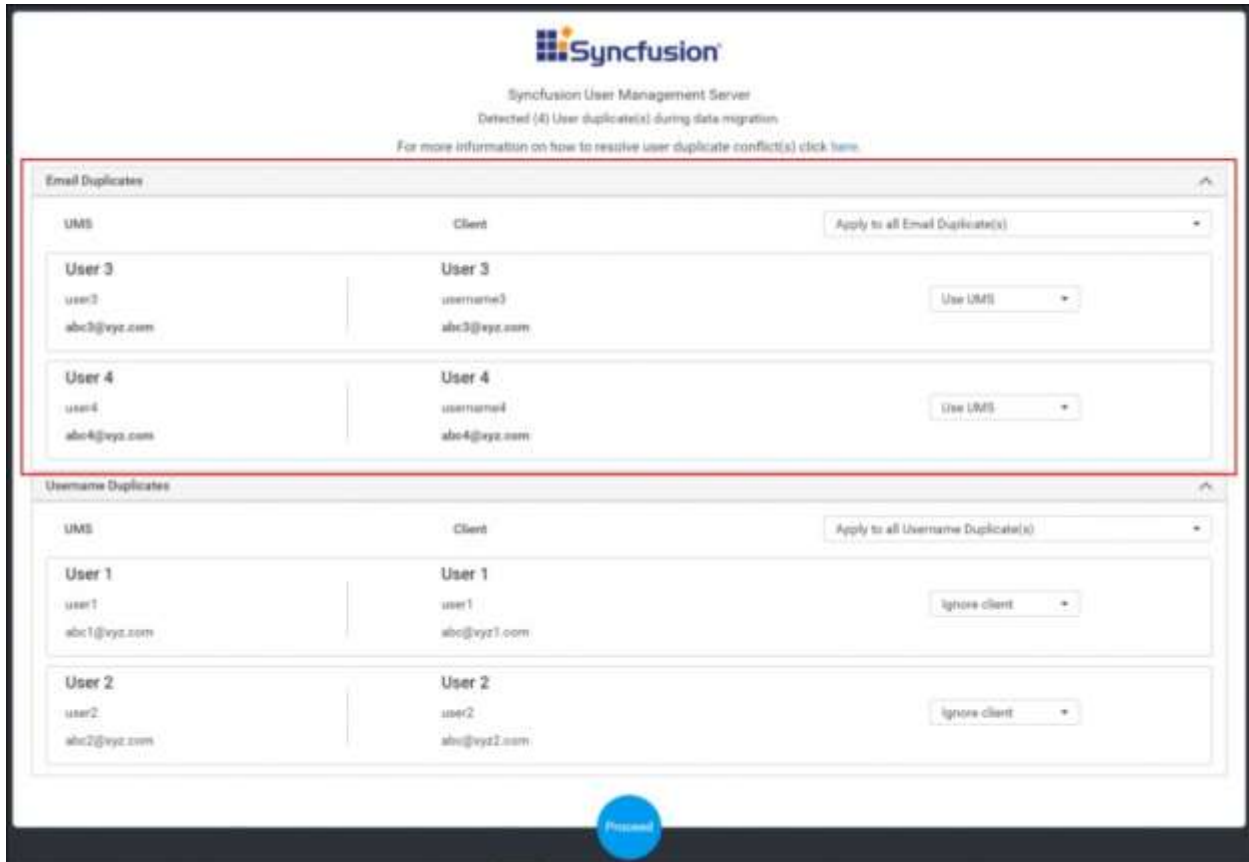 Syncfusion
Syncfusion User Management Server
Detected (4) User duplicate(s) during data migration
For more information on how to resolve user duplicate conflict(s) click here.
Email Duplicates
UMS Client Apply to all Email Duplicate(s)
User 3 User 3
user3 username3 Use UMS
abc3@xyz.com abc3@xyz.com
User 4 User 4
user4 username4 Use UMS
abc4@xyz.com abc4@xyz.com
Username Duplicates
UMS Client Apply to all Username Duplicate(s)
User 1 User 1
user1 user1 Ignore client
abc1@xyz.com abc@xyz1.com
User 2 User 2
user2 user2 Ignore client
abc2@xyz.com abc@xyz2.com
Proceed